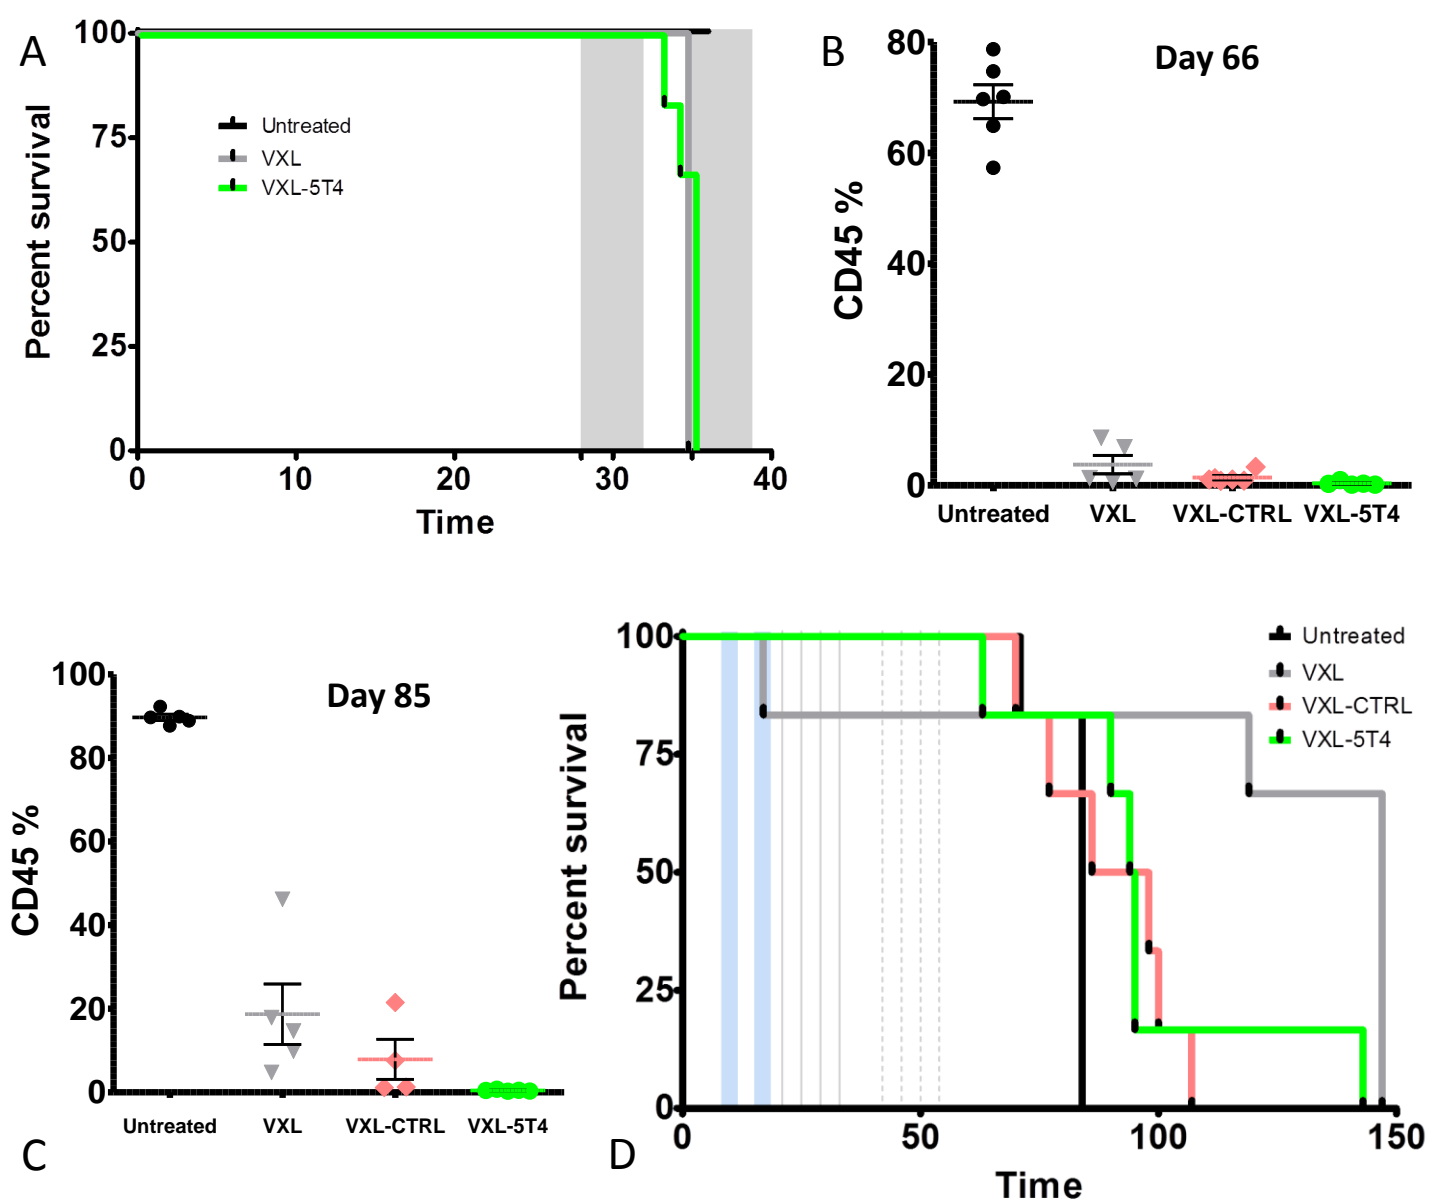 A
Percent survival
100
75
50
25
0
Untreated
VXL
VXL-5T4
0 10 20 30 40
Time
B
Day 66
CD45 %
80
60
40
20
0
Untreated VXL VXL-CTRL VXL-5T4
C
Day 85
CD45 %
100
80
60
40
20
0
Untreated VXL VXL-CTRL VXL-5T4
D
Percent survival
100
75
50
25
0
Untreated
VXL
VXL-CTRL
VXL-5T4
0 50 100 150
Time